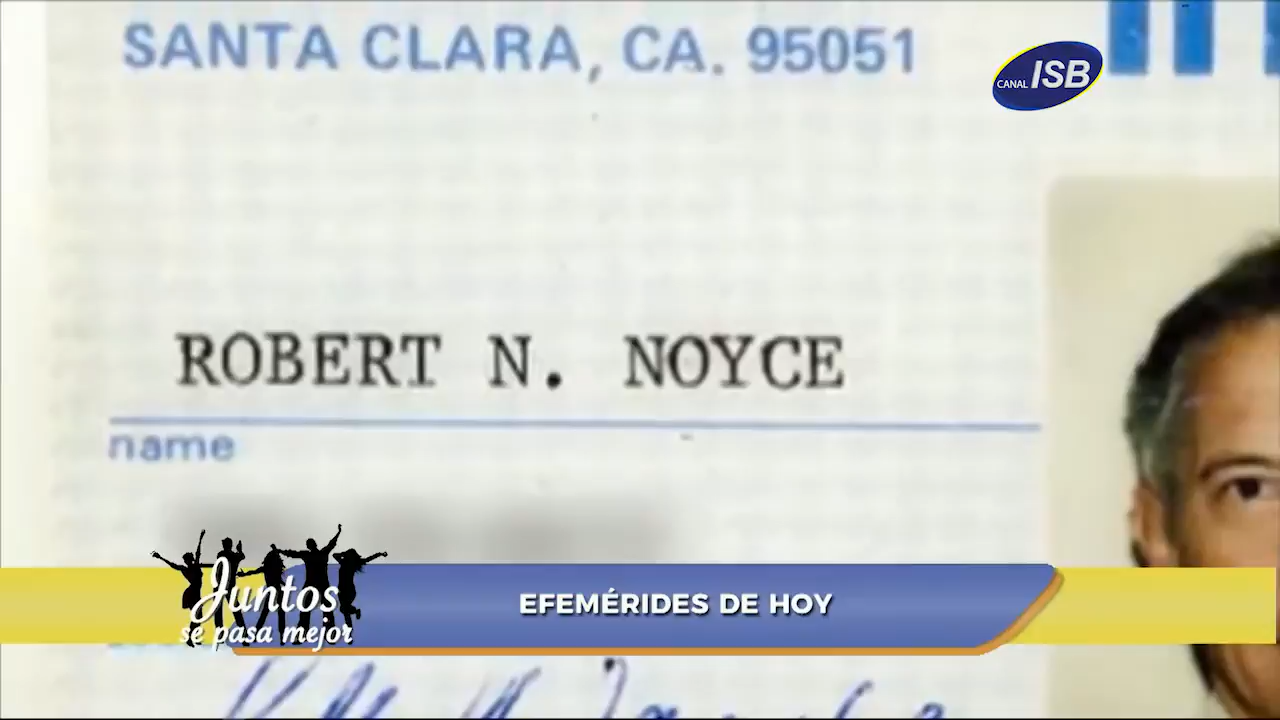 SANTA CLARA, CA. 95051
CANAL ISB
ROBERT N. NOYCE
name
Juntos
se pasa mejor
EFEMÉRIDES DE HOY